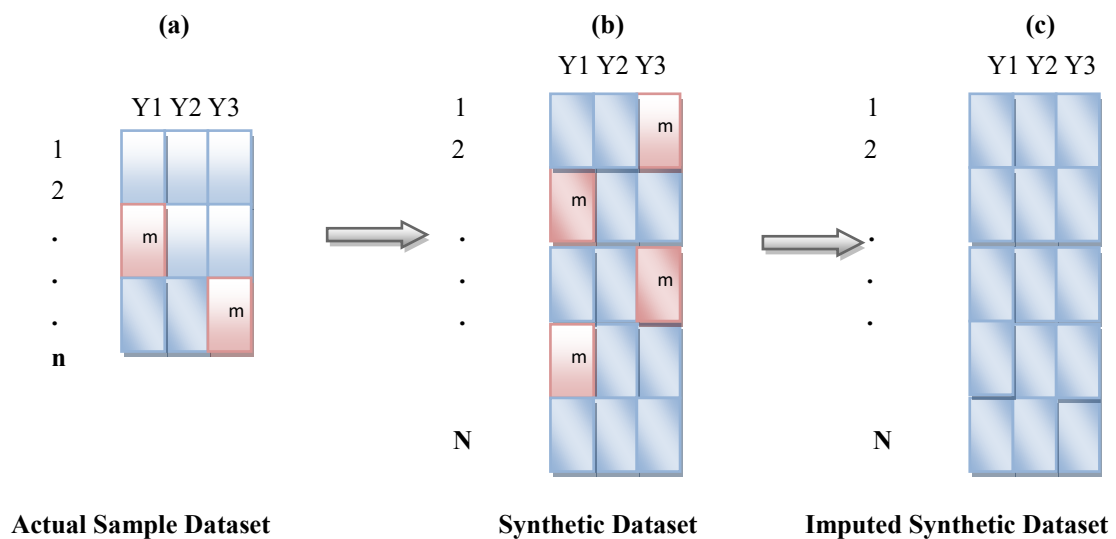 (a)
(b)
(c)
Y1 Y2 Y3
Y1 Y2 Y3
Y1 Y2 Y3
1
2
.
.
.
n
m
m
1
2
.
.
.
N
m
m
m
m
1
2
.
.
.
N
Actual Sample Dataset
Synthetic Dataset
Imputed Synthetic Dataset